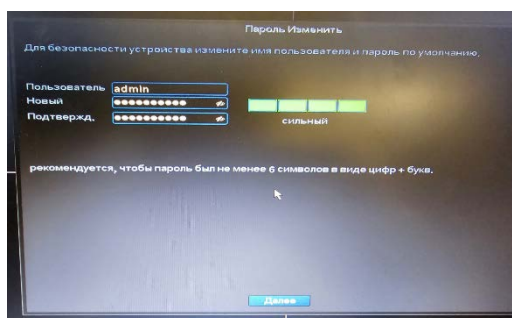 Пароль Изменить
Для безопасности устройства измените имя пользователя и пароль по умолчанию,
Пользователь admin
Новый ●●●●●●●●●●
Подтвержд. ●●●●●●●●●●
сильный
рекомендуется, чтобы пароль был не менее 6 символов в виде цифр + букв.
Далее